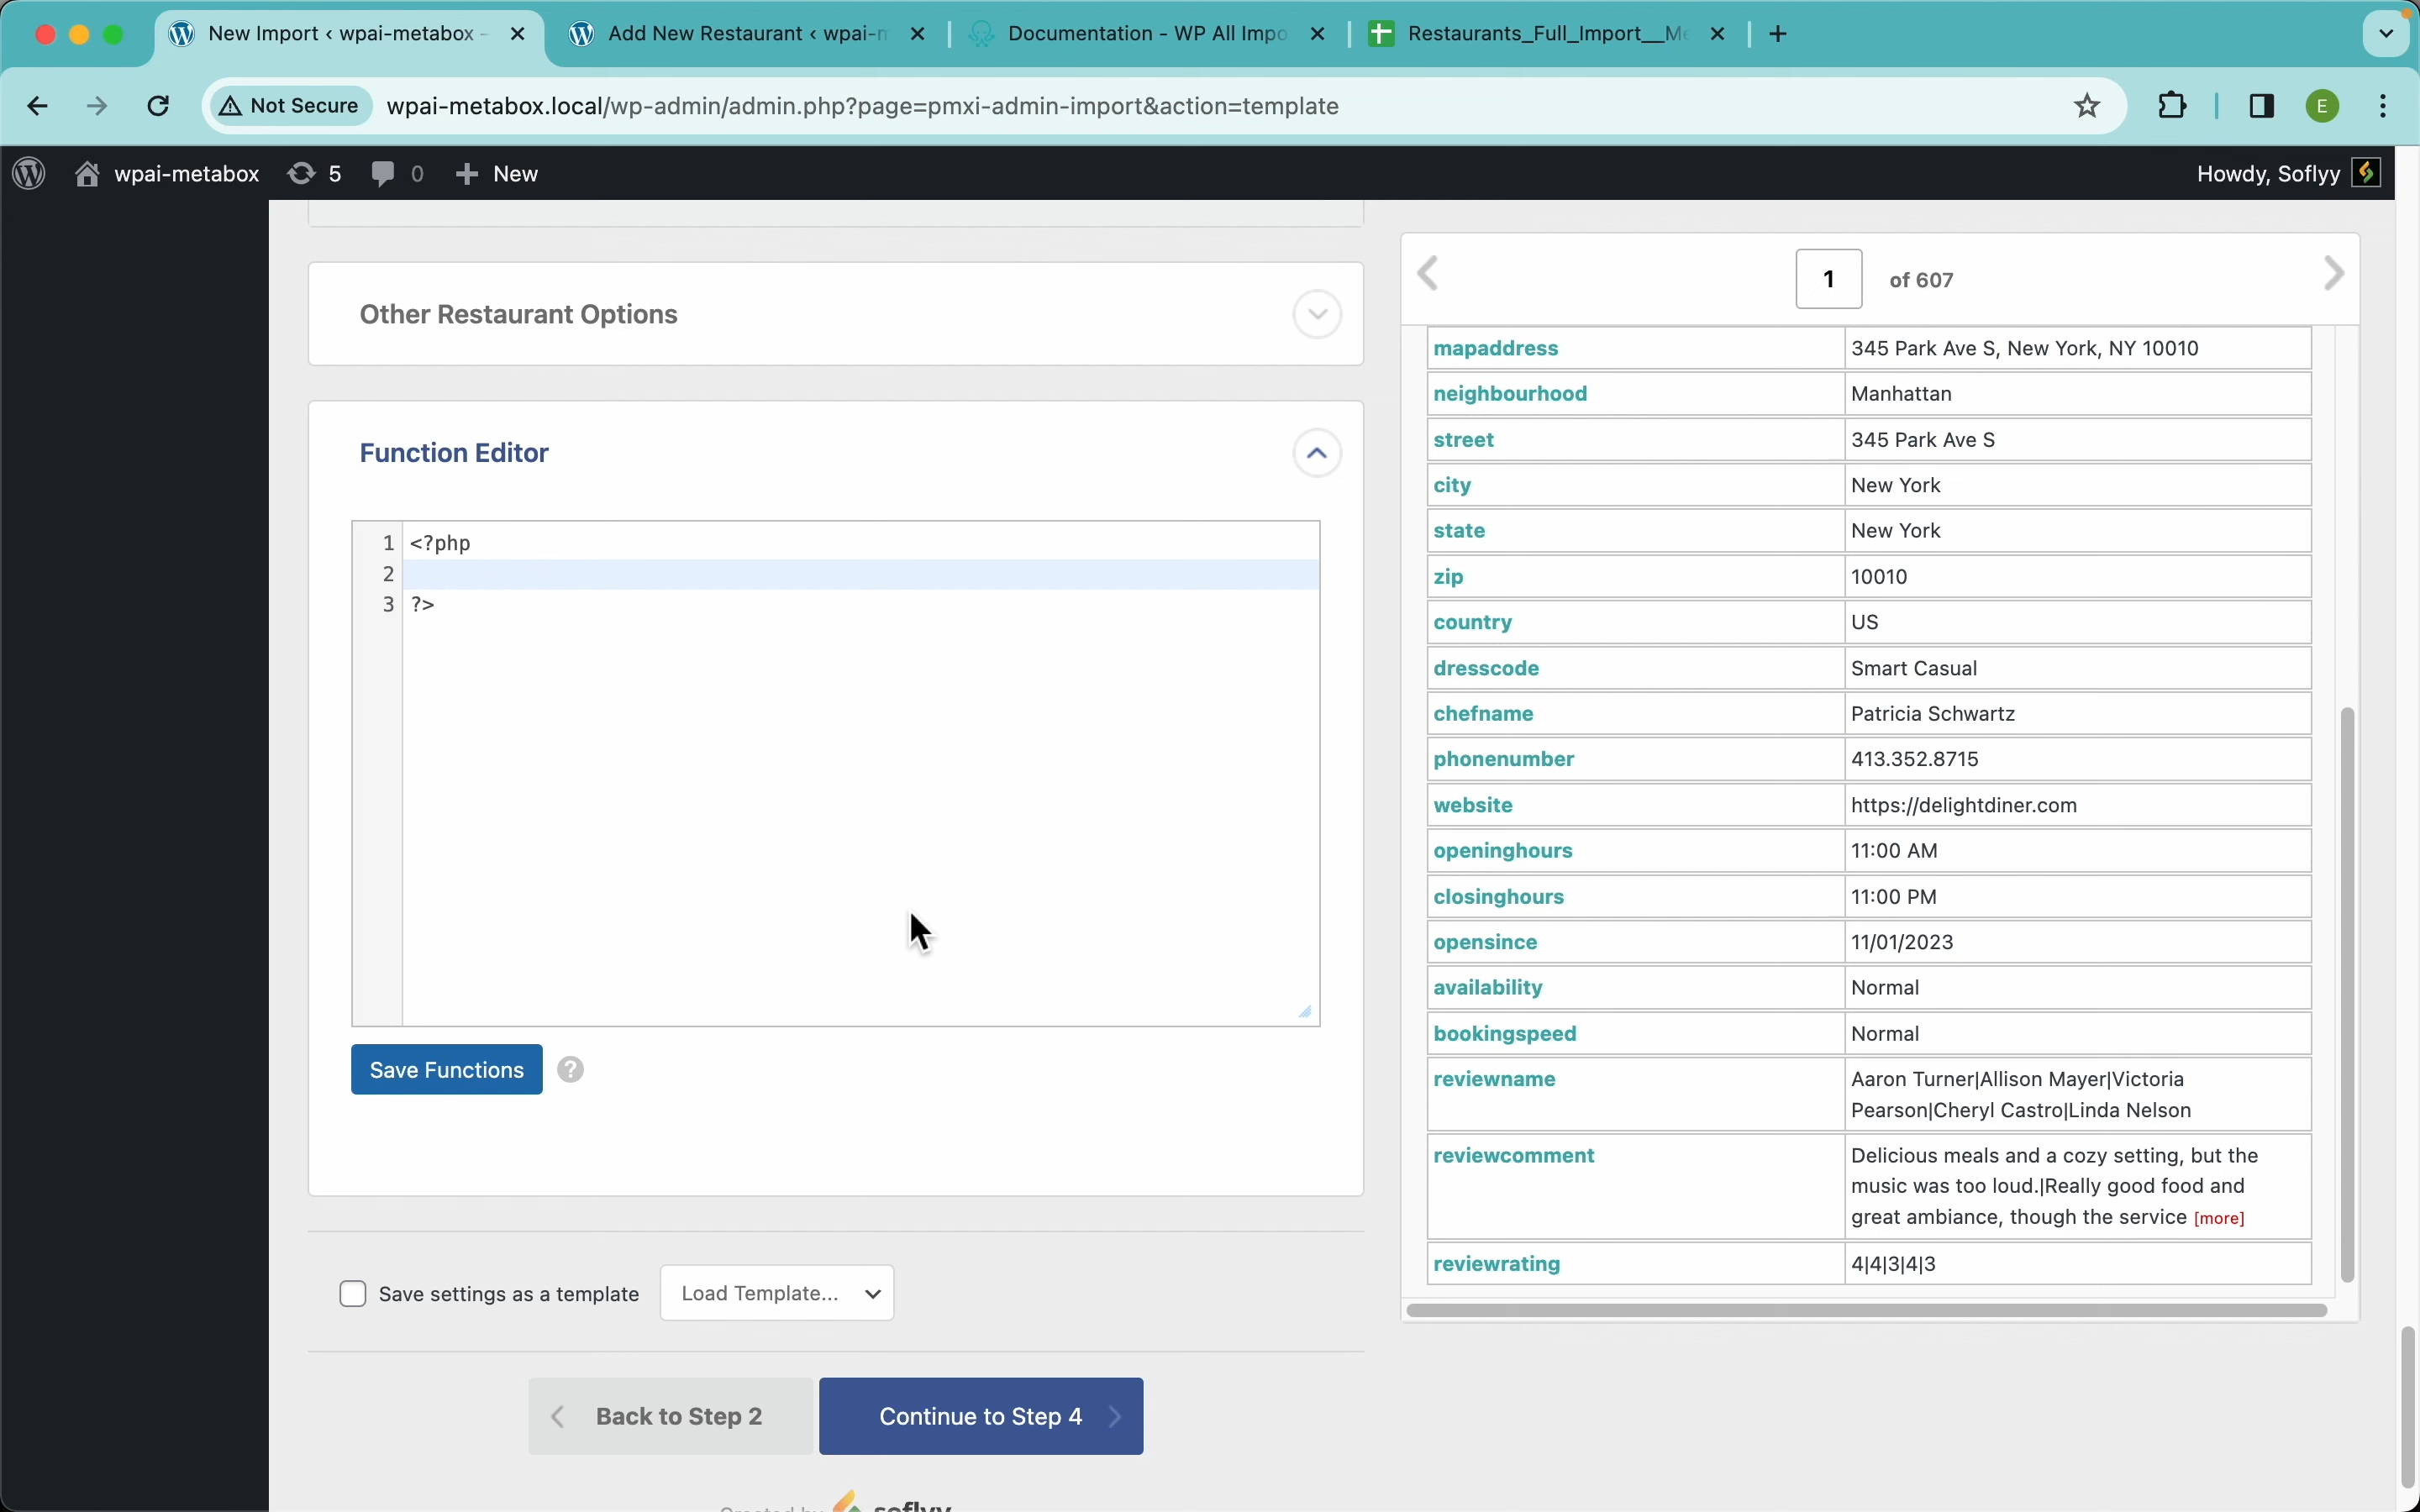 New Import ‹ wpai-metabox –
Add New Restaurant ‹ wpai-m
Documentation - WP All Impo
Restaurants_Full_Import__Me
Not Secure
wpai-metabox.local/wp-admin/admin.php?page=pmxi-admin-import&action=template
E
wpai-metabox
5
0
New
Howdy, Soflyy
Other Restaurant Options
Function Editor
1 <?php
2
3 ?>
Save Functions
?
Save settings as a template
Load Template...
Back to Step 2
Continue to Step 4
Created by soflyy
1 of 607
mapaddress 345 Park Ave S, New York, NY 10010
neighbourhood Manhattan
street 345 Park Ave S
city New York
state New York
zip 10010
country US
dresscode Smart Casual
chefname Patricia Schwartz
phonenumber 413.352.8715
website https://delightdiner.com
openinghours 11:00 AM
closinghours 11:00 PM
opensince 11/01/2023
availability Normal
bookingspeed Normal
reviewname Aaron Turner|Allison Mayer|Victoria
Pearson|Cheryl Castro|Linda Nelson
reviewcomment Delicious meals and a cozy setting, but the
music was too loud.|Really good food and
great ambiance, though the service [more]
reviewrating 4|4|3|4|3